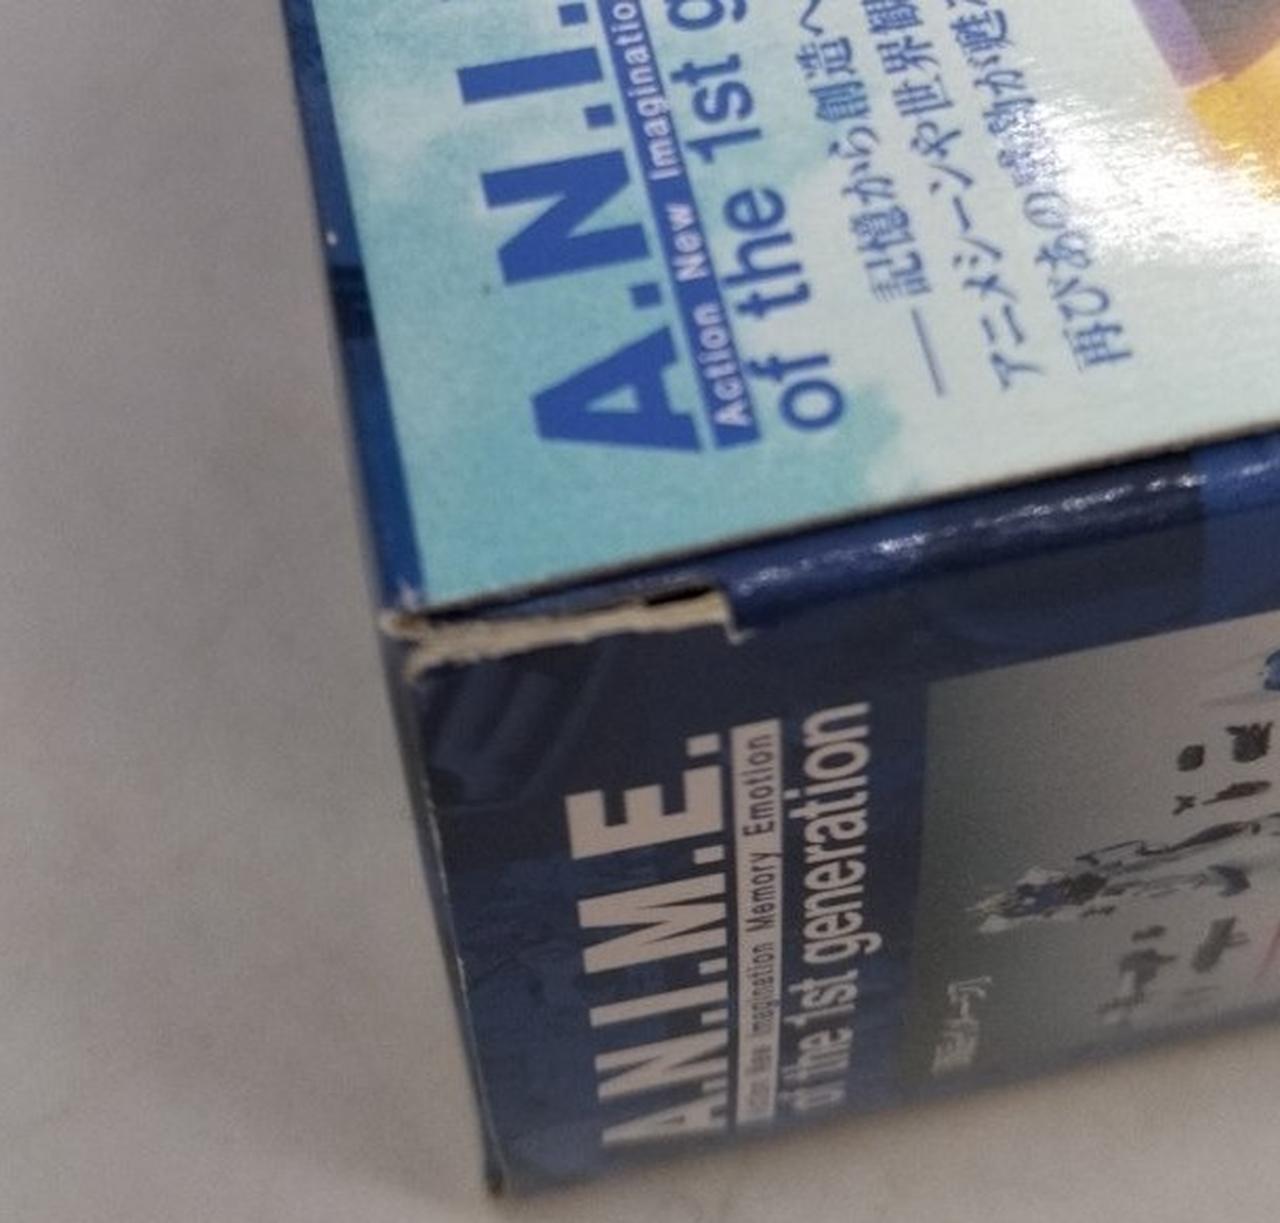 A.N.I.
Action New Imaginatio
of the 1st g
──記憶から創造へ
アニメシーンや世界観
再びあの が甦
A.N.I.M.E.
Action New Imagination Memory Emotion
of the 1st generation